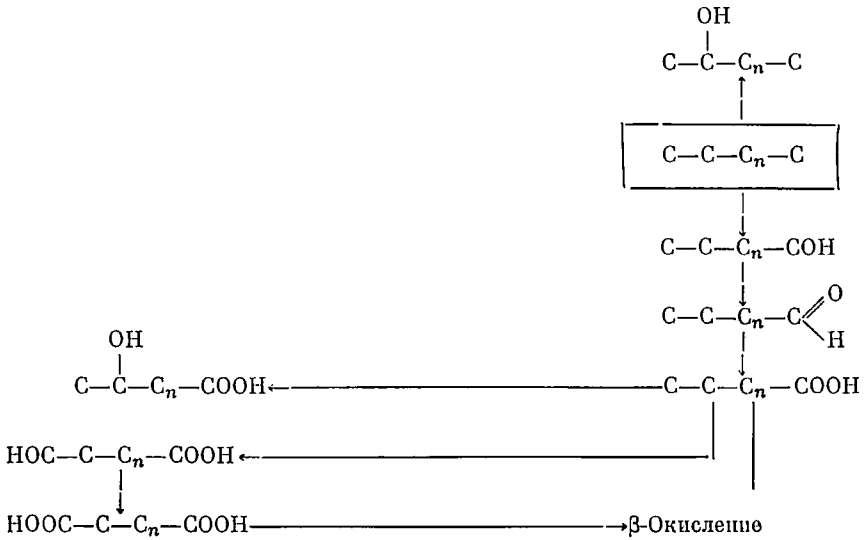 OH
C—C—Cₙ—C
C—C—Cₙ—C
C—C—Cₙ—COH
C—C—Cₙ—C
O
H
OH
C—C—Cₙ—COOH
C—C—Cₙ—COOH
HOC—C—Cₙ—COOH
HOOC—C—Cₙ—COOH
β-Окисление